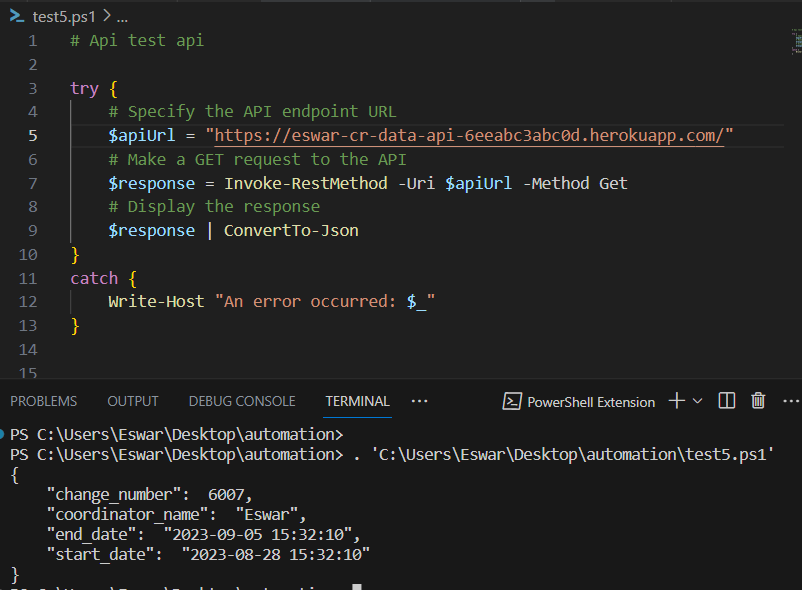 test5.ps1 > ...
1 # Api test api
2
3 try {
4 # Specify the API endpoint URL
5 $apiUrl = "https://eswar-cr-data-api-6eeabc3abc0d.herokuapp.com/"
6 # Make a GET request to the API
7 $response = Invoke-RestMethod -Uri $apiUrl -Method Get
8 # Display the response
9 $response | ConvertTo-Json
10 }
11 catch {
12 Write-Host "An error occurred: $_"
13 }
14
15
PROBLEMS OUTPUT DEBUG CONSOLE TERMINAL ... PowerShell Extension
PS C:\Users\Eswar\Desktop\automation>
PS C:\Users\Eswar\Desktop\automation> . 'C:\Users\Eswar\Desktop\automation\test5.ps1'
{
"change_number": 6007,
"coordinator_name": "Eswar",
"end_date": "2023-09-05 15:32:10",
"start_date": "2023-08-28 15:32:10"
}